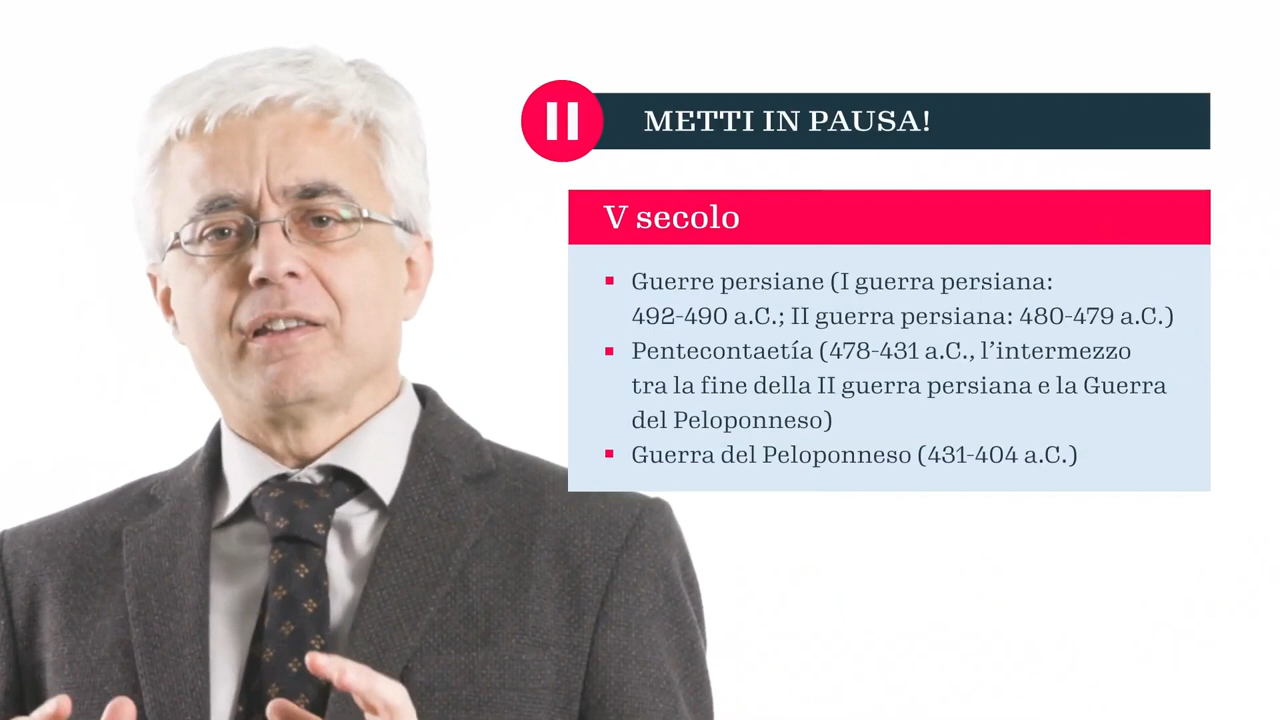 METTI IN PAUSA!
V secolo
▪ Guerre persiane (I guerra persiana:
492-490 a.C.; II guerra persiana: 480-479 a.C.)
▪ Pentecontaetía (478-431 a.C., l’intermezzo
tra la fine della II guerra persiana e la Guerra
del Peloponneso)
▪ Guerra del Peloponneso (431-404 a.C.)